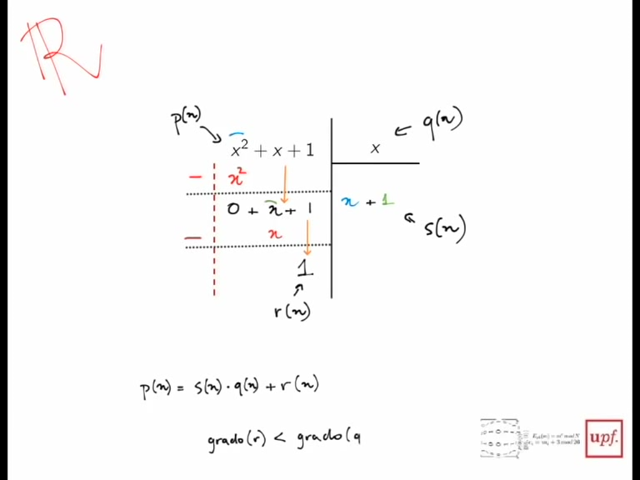 ℝ
p(x)
q(x)
x² + x + 1
x
− x²
0 + x + 1
x + 1
− x
s(x)
1
r(x)
p(x) = s(x) · q(x) + r(x)
grado(r) < grado(q
upf.